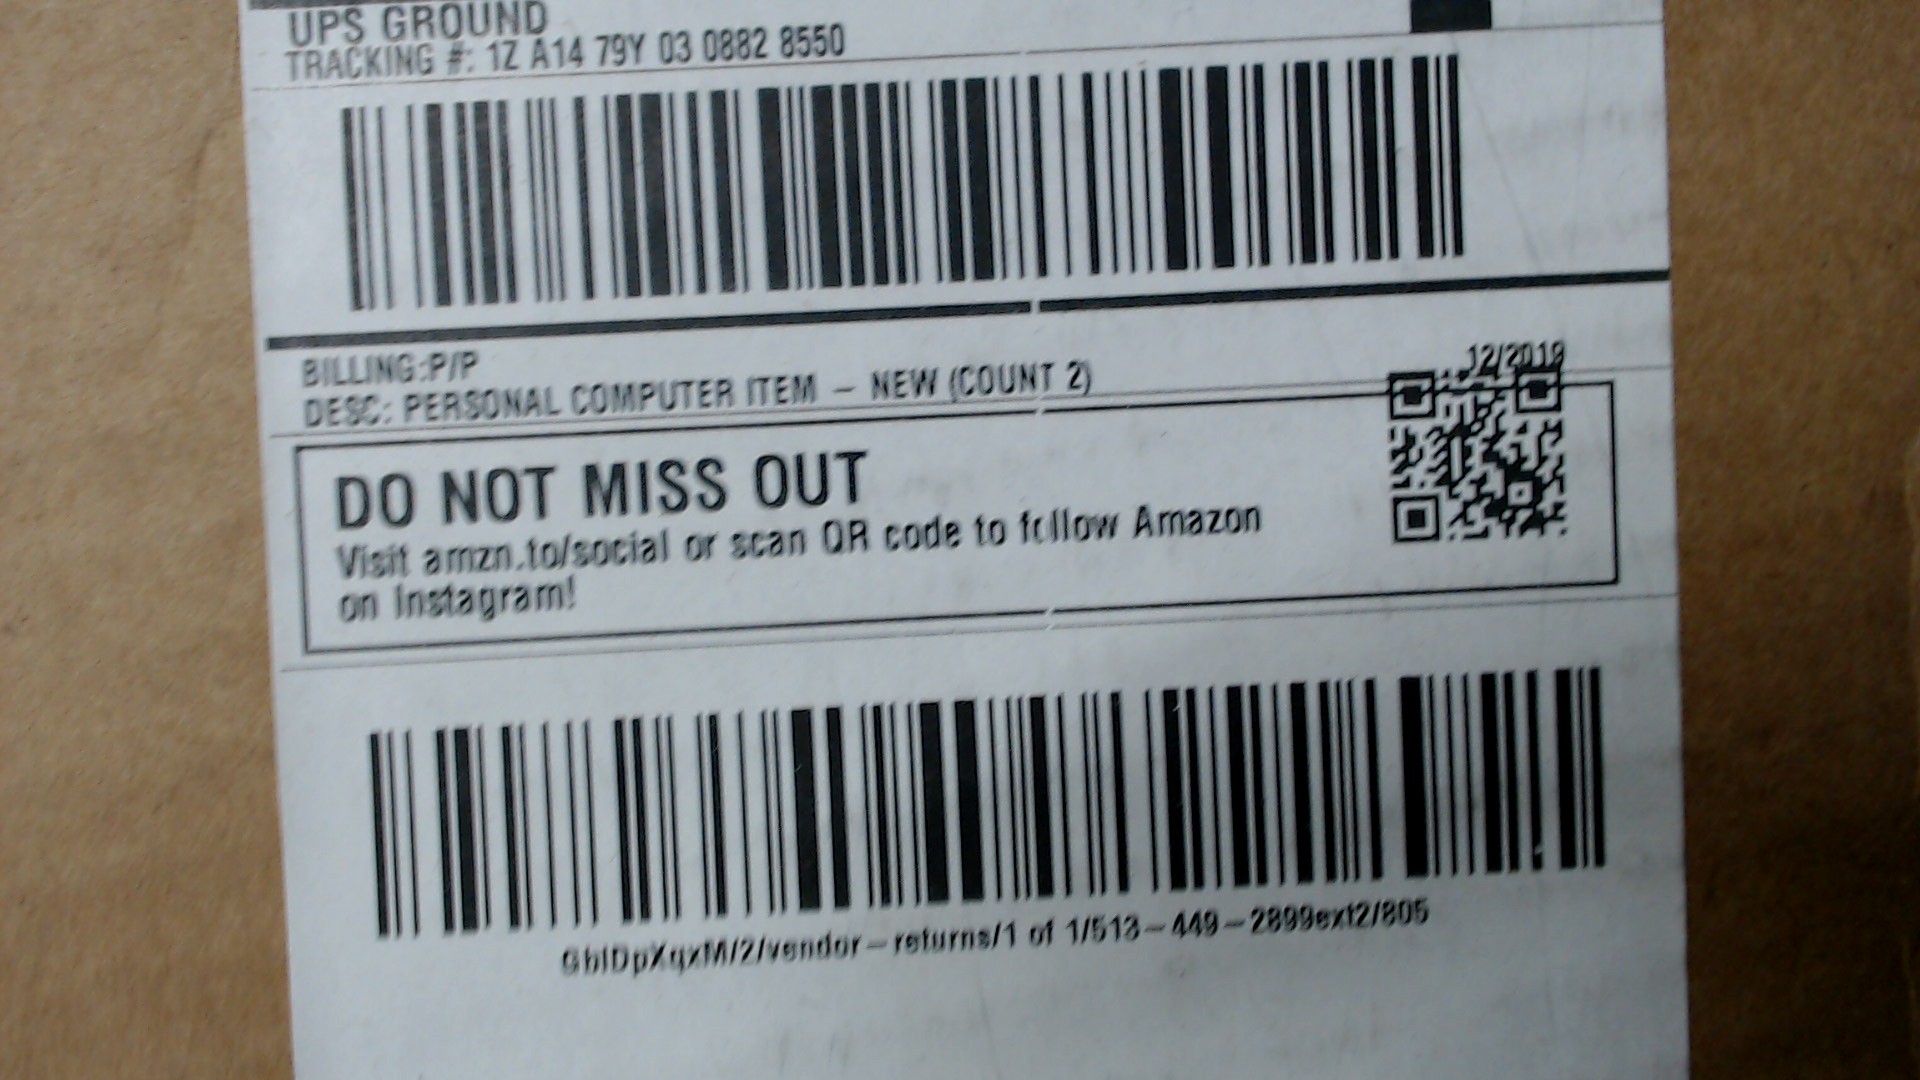 UPS GROUND
TRACKING #: 1Z A14 79Y 03 0882 8550
BILLING:P/P
DESC: PERSONAL COMPUTER ITEM – NEW (COUNT 2)
12/2019
DO NOT MISS OUT
Visit amzn.to/social or scan QR code to follow Amazon
on Instagram!
GblDpXqxM/2/vendor–returns/1 of 1/513–449–2899ext2/805